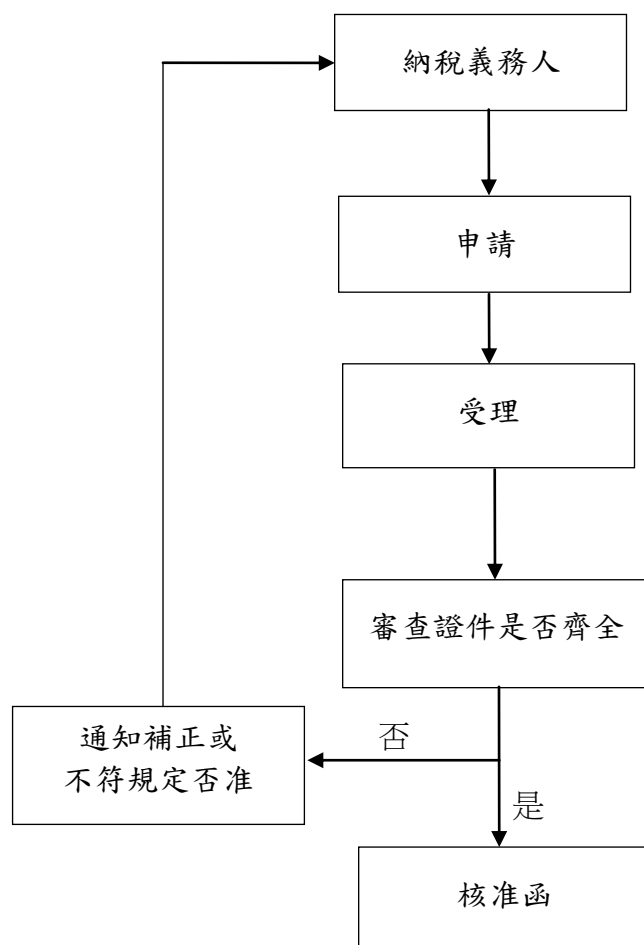 納稅義務人
申請
受理
審查證件是否齊全
否
通知補正或
不符規定否准
是
核准函